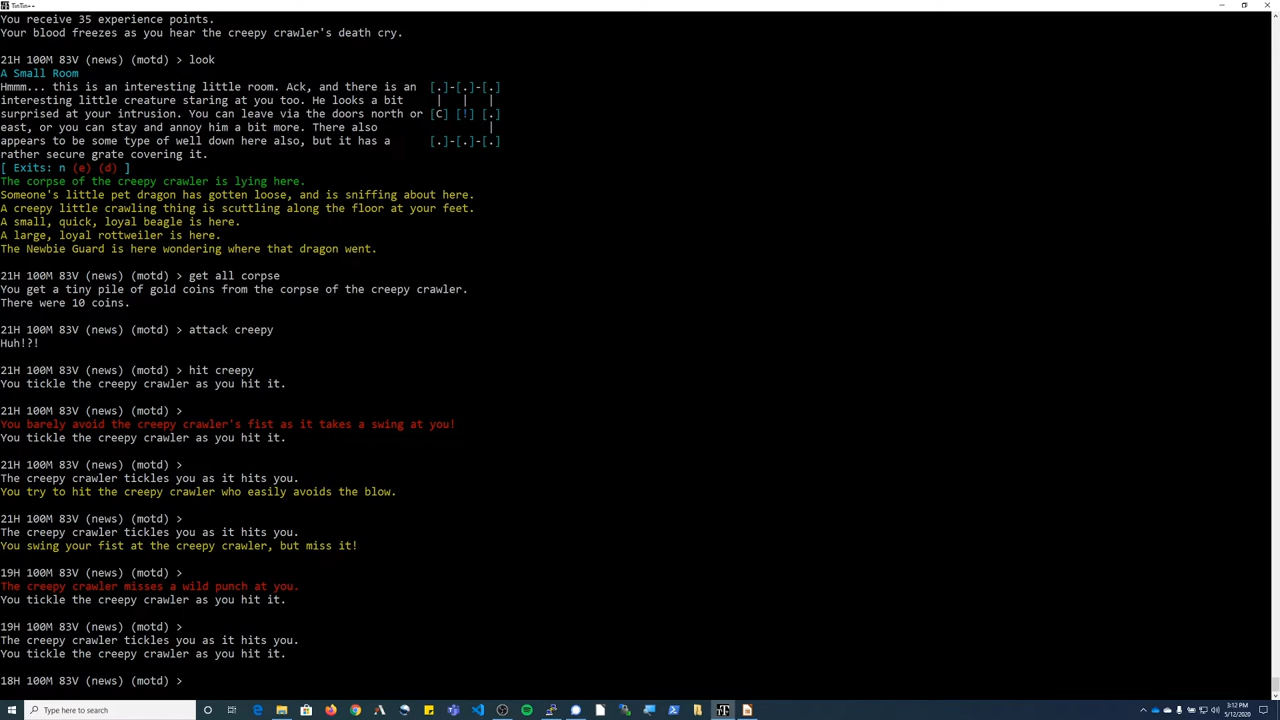 TinTin++
You receive 35 experience points.
Your blood freezes as you hear the creepy crawler's death cry.
21H 100M 83V (news) (motd) > look
A Small Room
Hmmm... this is an interesting little room. Ack, and there is an [.]-[.]-[.]
interesting little creature staring at you too. He looks a bit | | |
surprised at your intrusion. You can leave via the doors north or [C] [!] [.]
east, or you can stay and annoy him a bit more. There also |
appears to be some type of well down here also, but it has a [.]-[.]-[.]
rather secure grate covering it.
[ Exits: n (e) (d) ]
The corpse of the creepy crawler is lying here.
Someone's little pet dragon has gotten loose, and is sniffing about here.
A creepy little crawling thing is scuttling along the floor at your feet.
A small, quick, loyal beagle is here.
A large, loyal rottweiler is here.
The Newbie Guard is here wondering where that dragon went.
21H 100M 83V (news) (motd) > get all corpse
You get a tiny pile of gold coins from the corpse of the creepy crawler.
There were 10 coins.
21H 100M 83V (news) (motd) > attack creepy
Huh!?!
21H 100M 83V (news) (motd) > hit creepy
You tickle the creepy crawler as you hit it.
21H 100M 83V (news) (motd) >
You barely avoid the creepy crawler's fist as it takes a swing at you!
You tickle the creepy crawler as you hit it.
21H 100M 83V (news) (motd) >
The creepy crawler tickles you as it hits you.
You try to hit the creepy crawler who easily avoids the blow.
21H 100M 83V (news) (motd) >
The creepy crawler tickles you as it hits you.
You swing your fist at the creepy crawler, but miss it!
19H 100M 83V (news) (motd) >
The creepy crawler misses a wild punch at you.
You tickle the creepy crawler as you hit it.
19H 100M 83V (news) (motd) >
The creepy crawler tickles you as it hits you.
You tickle the creepy crawler as you hit it.
18H 100M 83V (news) (motd) >
Type here to search
3:12 PM
5/12/2020